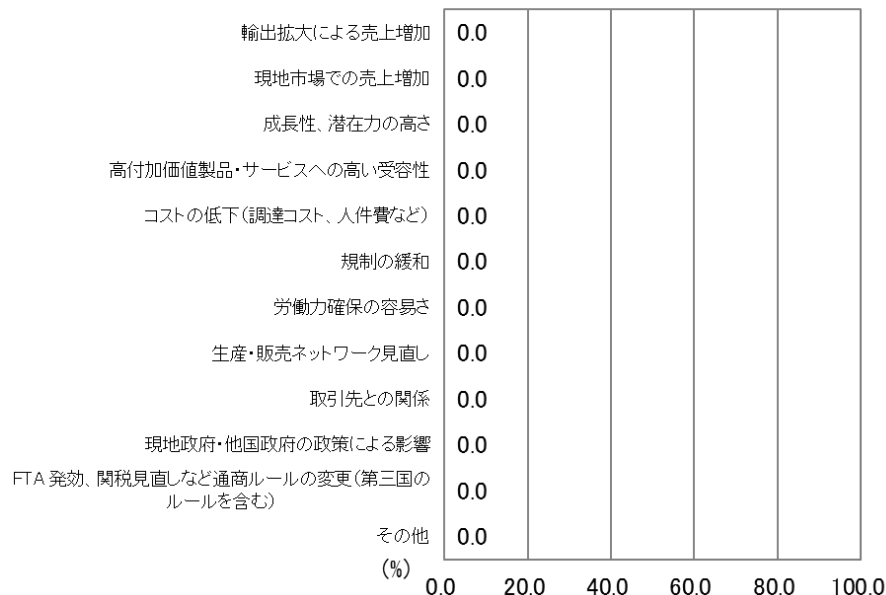 輸出拡大による売上増加 0.0
現地市場での売上増加 0.0
成長性、潜在力の高さ 0.0
高付加価値製品・サービスへの高い受容性 0.0
コストの低下(調達コスト、人件費など) 0.0
規制の緩和 0.0
労働力確保の容易さ 0.0
生産・販売ネットワーク見直し 0.0
取引先との関係 0.0
現地政府・他国政府の政策による影響 0.0
FTA 発効、関税見直しなど通商ルールの変更(第三国の
ルールを含む) 0.0
その他 0.0
(%)
0.0 20.0 40.0 60.0 80.0 100.0